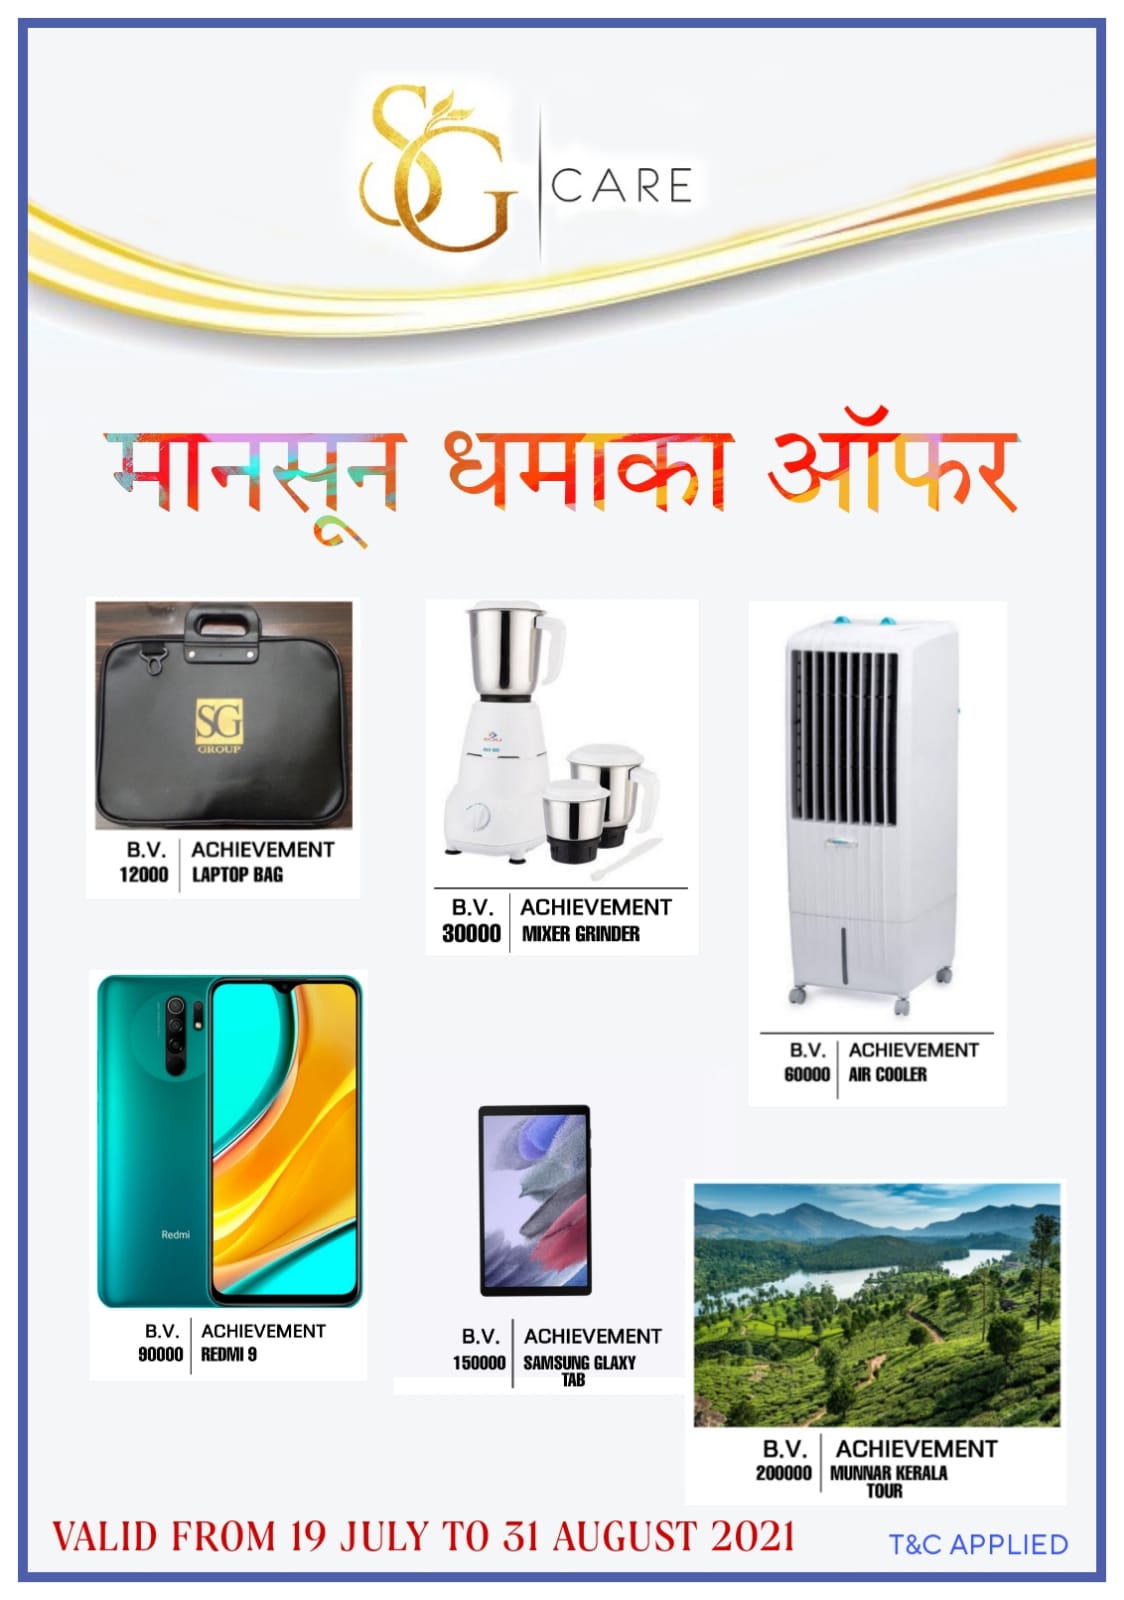 SG CARE
मानसून धमाका ऑफर
SG
GROUP
B.V. ACHIEVEMENT
12000 LAPTOP BAG
B.V. ACHIEVEMENT
30000 MIXER GRINDER
B.V. ACHIEVEMENT
60000 AIR COOLER
Redmi
B.V. ACHIEVEMENT
90000 REDMI 9
B.V. ACHIEVEMENT
150000 SAMSUNG GLAXY
TAB
B.V. ACHIEVEMENT
200000 MUNNAR KERALA
TOUR
VALID FROM 19 JULY TO 31 AUGUST 2021
T&C APPLIED